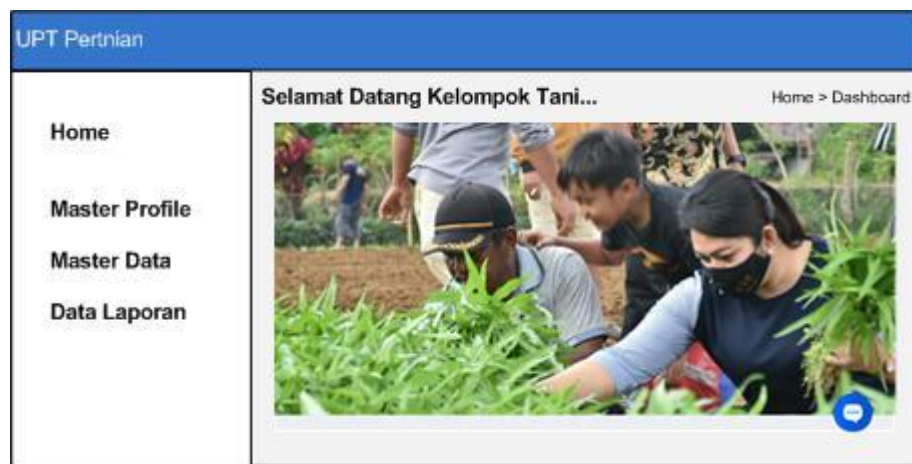 UPT Pertnian
Selamat Datang Kelompok Tani...
Home > Dashboard
Home
Master Profile
Master Data
Data Laporan